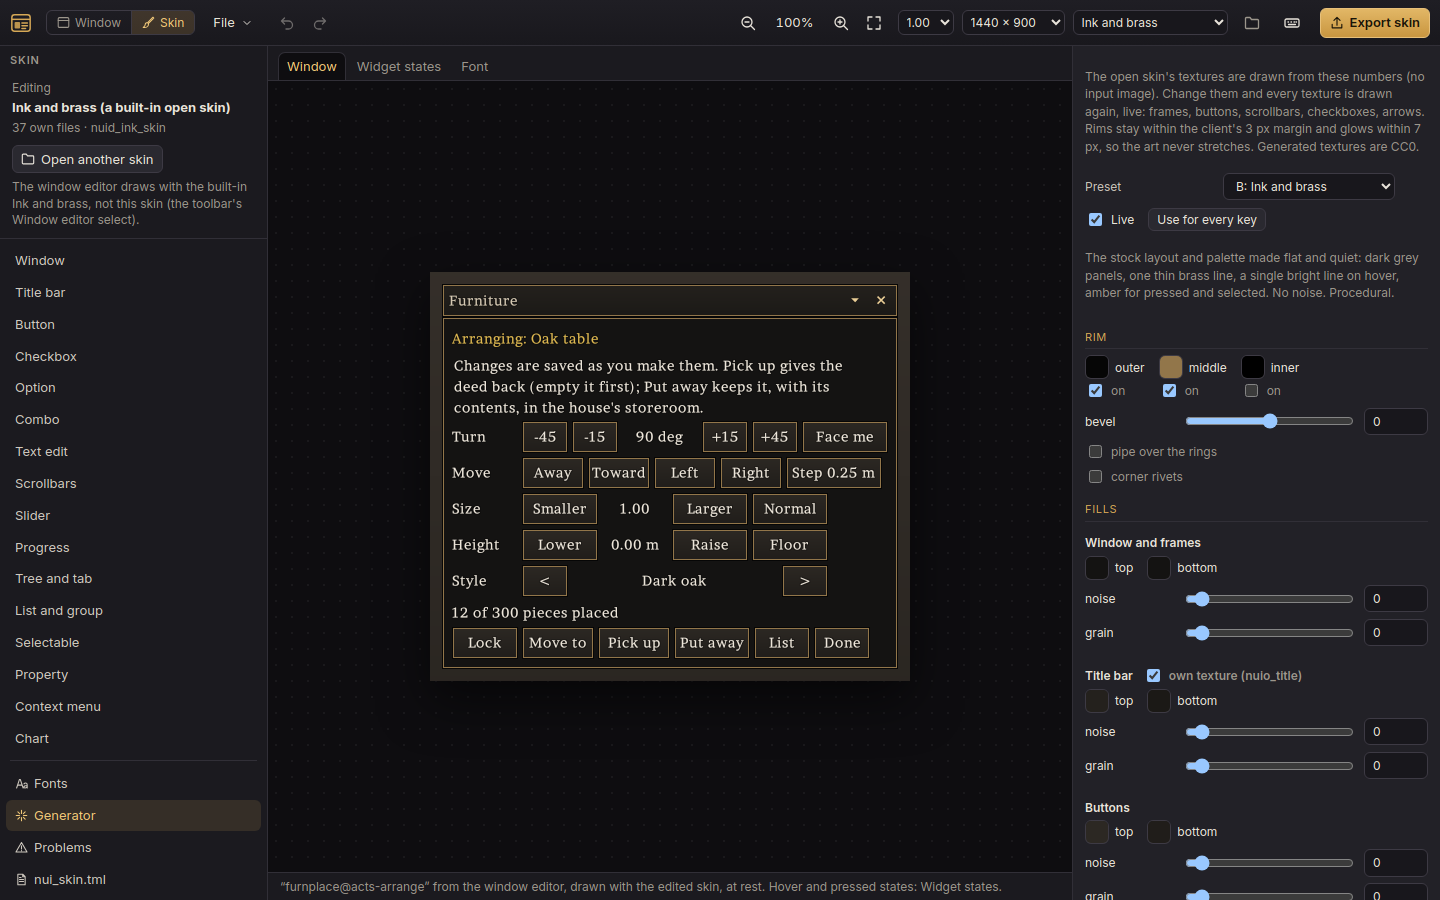 Window
Skin
File
100%
1.00
1440 × 900
Ink and brass
Export skin
SKIN
Editing
Ink and brass (a built-in open skin)
37 own files · nuid_ink_skin
Open another skin
The window editor draws with the built-in
Ink and brass, not this skin (the toolbar's
Window editor select).
Window
Title bar
Button
Checkbox
Option
Combo
Text edit
Scrollbars
Slider
Progress
Tree and tab
List and group
Selectable
Property
Context menu
Chart
Aa Fonts
Generator
Problems
nui_skin.tml
Window
Widget states
Font
Furniture
Arranging: Oak table
Changes are saved as you make them. Pick up gives the
deed back (empty it first); Put away keeps it, with its
contents, in the house's storeroom.
Turn -45 -15 90 deg +15 +45 Face me
Move Away Toward Left Right Step 0.25 m
Size Smaller 1.00 Larger Normal
Height Lower 0.00 m Raise Floor
Style < Dark oak >
12 of 300 pieces placed
Lock Move to Pick up Put away List Done
"furnplace@acts-arrange" from the window editor, drawn with the edited skin, at rest. Hover and pressed states: Widget states.
The open skin's textures are drawn from these numbers (no
input image). Change them and every texture is drawn
again, live: frames, buttons, scrollbars, checkboxes, arrows.
Rims stay within the client's 3 px margin and glows within 7
px, so the art never stretches. Generated textures are CC0.
Preset B: Ink and brass
Live Use for every key
The stock layout and palette made flat and quiet: dark grey
panels, one thin brass line, a single bright line on hover,
amber for pressed and selected. No noise. Procedural.
RIM
outer middle inner
on on on
bevel 0
pipe over the rings
corner rivets
FILLS
Window and frames
top bottom
noise 0
grain 0
Title bar own texture (nuio_title)
top bottom
noise 0
grain 0
Buttons
top bottom
noise 0
grain 0